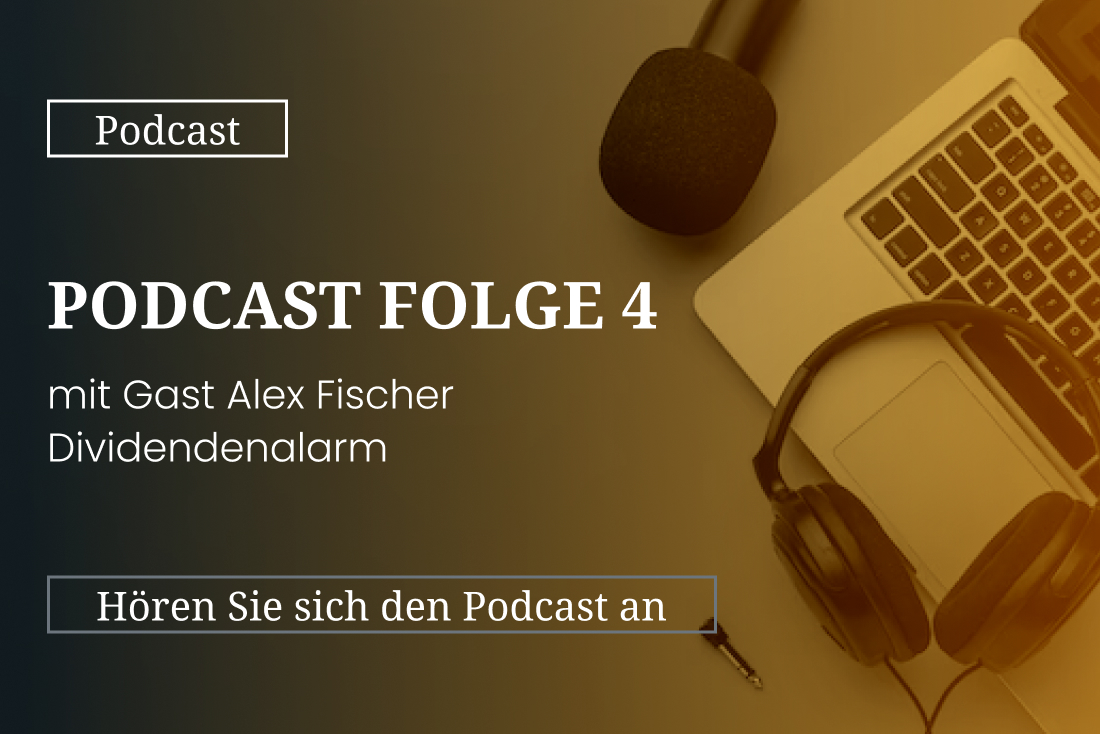 Podcast
PODCAST FOLGE 4
mit Gast Alex Fischer
Dividendenalarm
Hören Sie sich den Podcast an